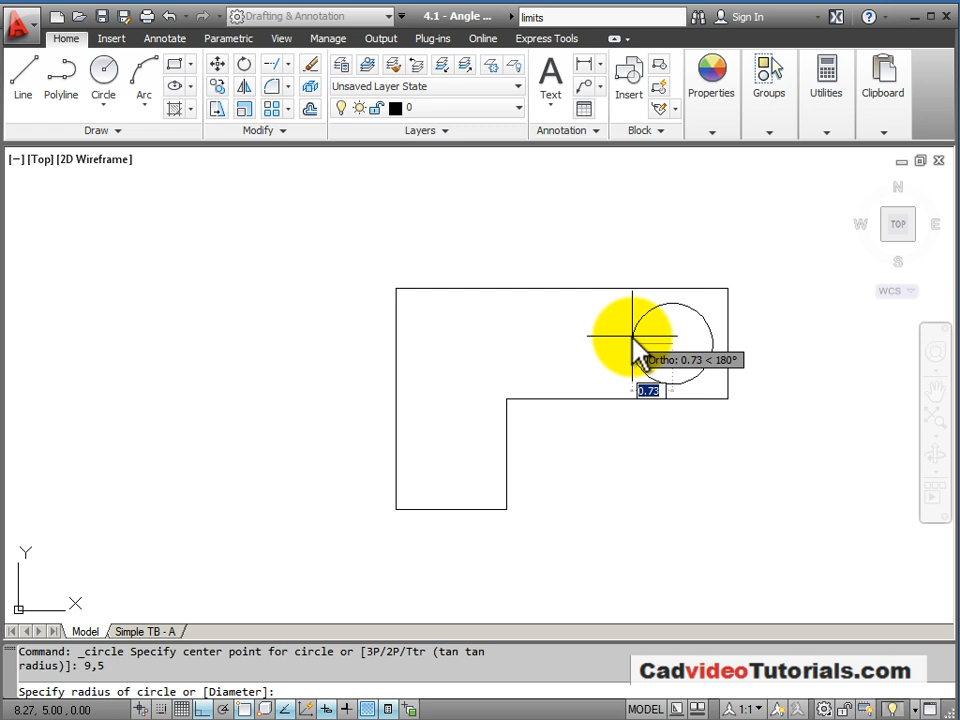 Drafting & Annotation
4.1 - Angle ...
limits
Sign In
Home
Insert
Annotate
Parametric
View
Manage
Output
Plug-ins
Online
Express Tools
Line
Polyline
Circle
Arc
Draw
Modify
Unsaved Layer State
0
Layers
Text
Annotation
Insert
Block
Properties
Groups
Utilities
Clipboard
[−] [Top] [2D Wireframe]
N
W
TOP
E
S
WCS
Ortho: 0.73 < 180°
0.73
Y
X
Model
Simple TB - A
Command: _circle Specify center point for circle or [3P/2P/Ttr (tan tan
radius)]: 9,5
Specify radius of circle or [Diameter]:
CadvideoTutorials.com
8.27, 5.00, 0.00
MODEL
1:1